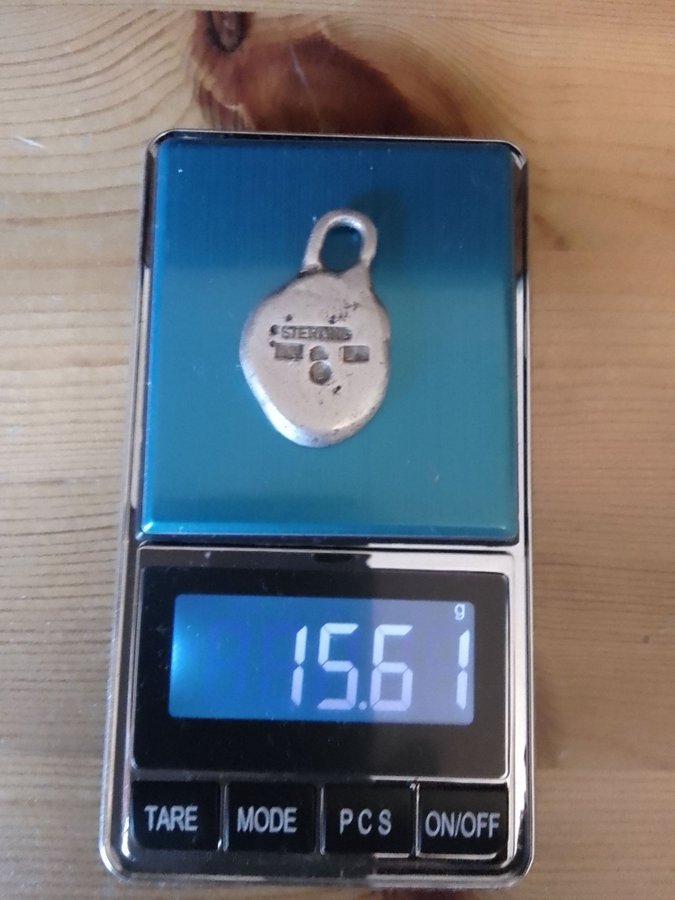 STERLING
g
15.61
TARE MODE PCS ON/OFF